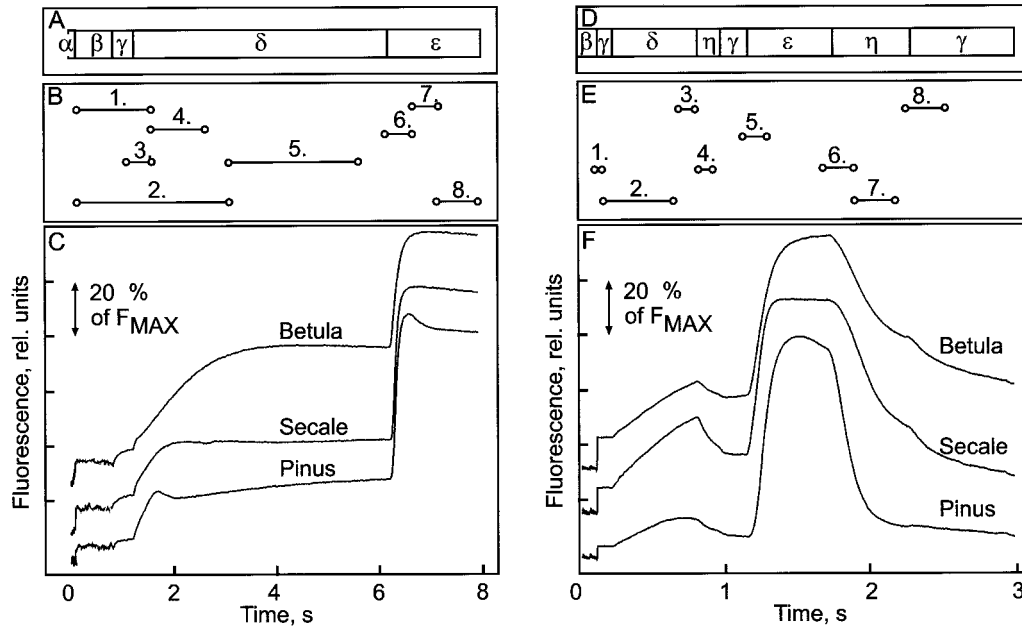 A
α β γ δ ε
B
1.
7.
4.
6.
3.
5.
2.
8.
C
20 %
of FMAX
Betula
Secale
Pinus
Fluorescence, rel. units
0 2 4 6 8
Time, s
D
β γ δ η γ ε η γ
E
3.
8.
5.
1.
4.
6.
2.
7.
F
20 %
of FMAX
Betula
Secale
Pinus
Fluorescence, rel. units
0 1 2 3
Time, s